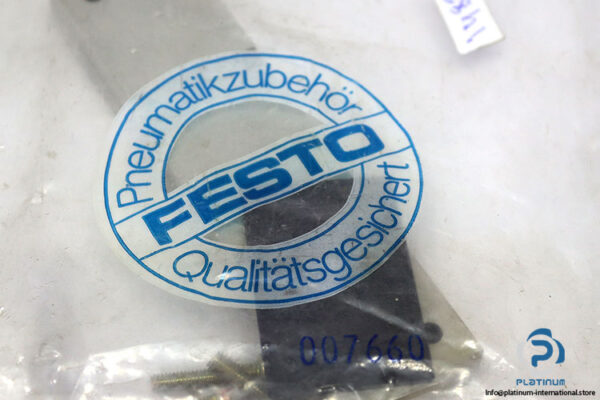 Pneumatikzubehör
FESTO
Qualitätsgesichert
007660
PLATINUM
Info@platinum-international.store